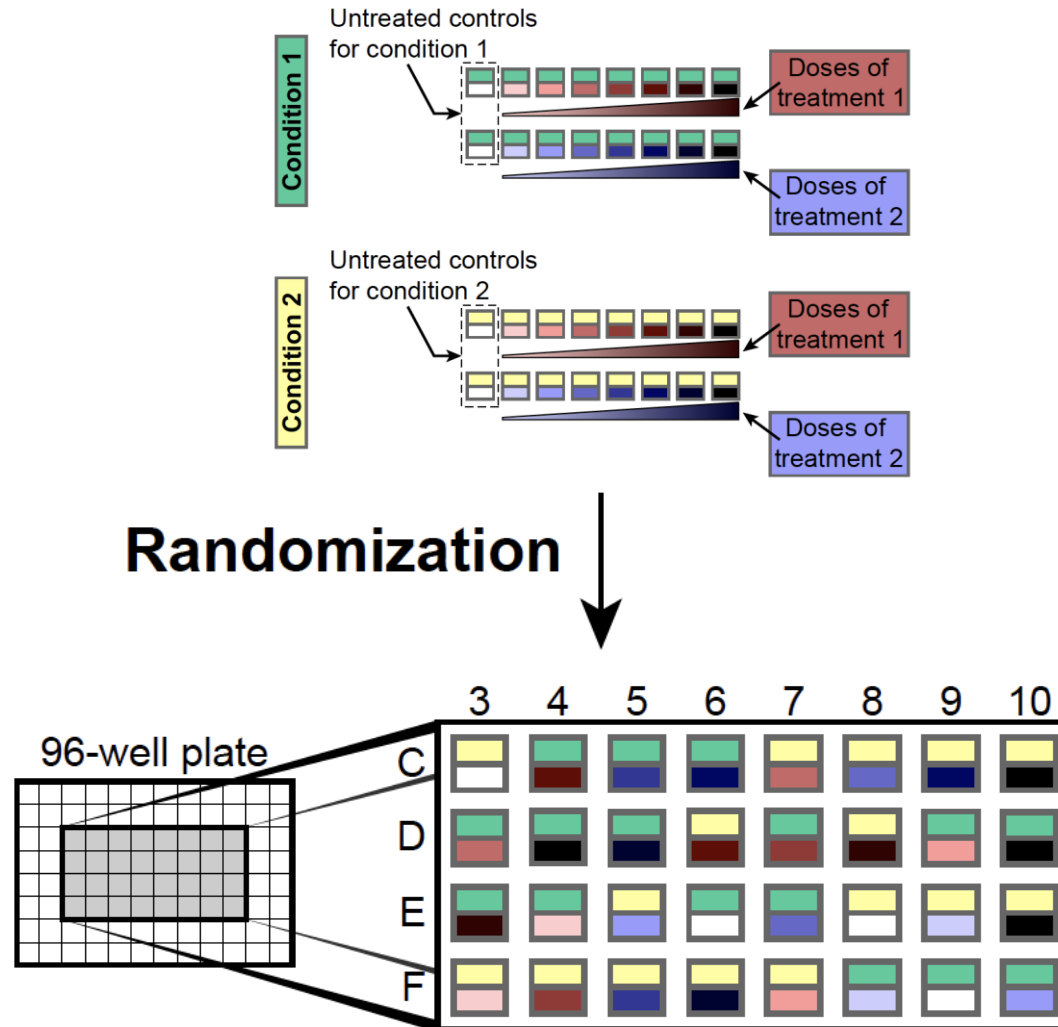 Untreated controls
for condition 1
Condition 1
Doses of
treatment 1
Doses of
treatment 2
Untreated controls
for condition 2
Condition 2
Doses of
treatment 1
Doses of
treatment 2
Randomization
96-well plate
3 4 5 6 7 8 9 10
C
D
E
F